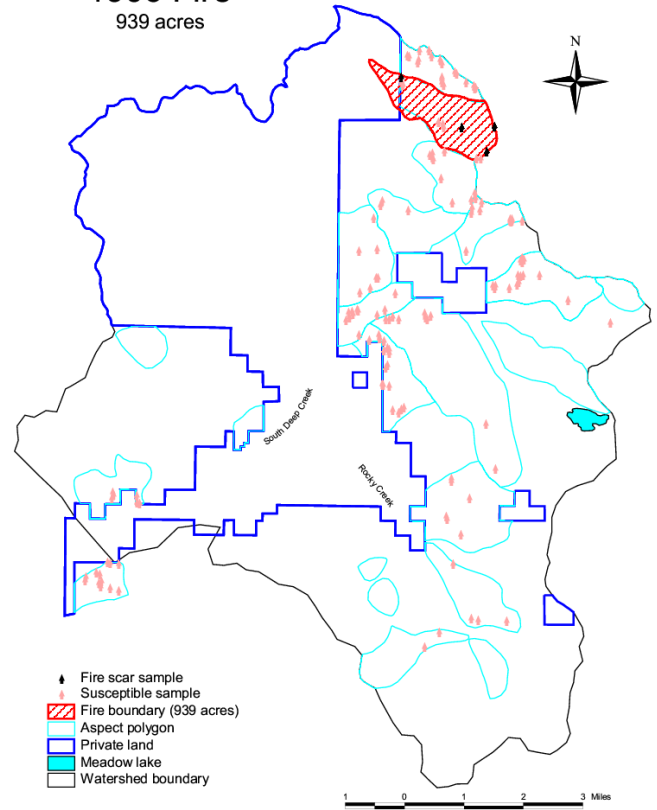 939 acres
N
South Deep Creek
Rocky Creek
Fire scar sample
Susceptible sample
Fire boundary (939 acres)
Aspect polygon
Private land
Meadow lake
Watershed boundary
1 0 1 2 3 Miles